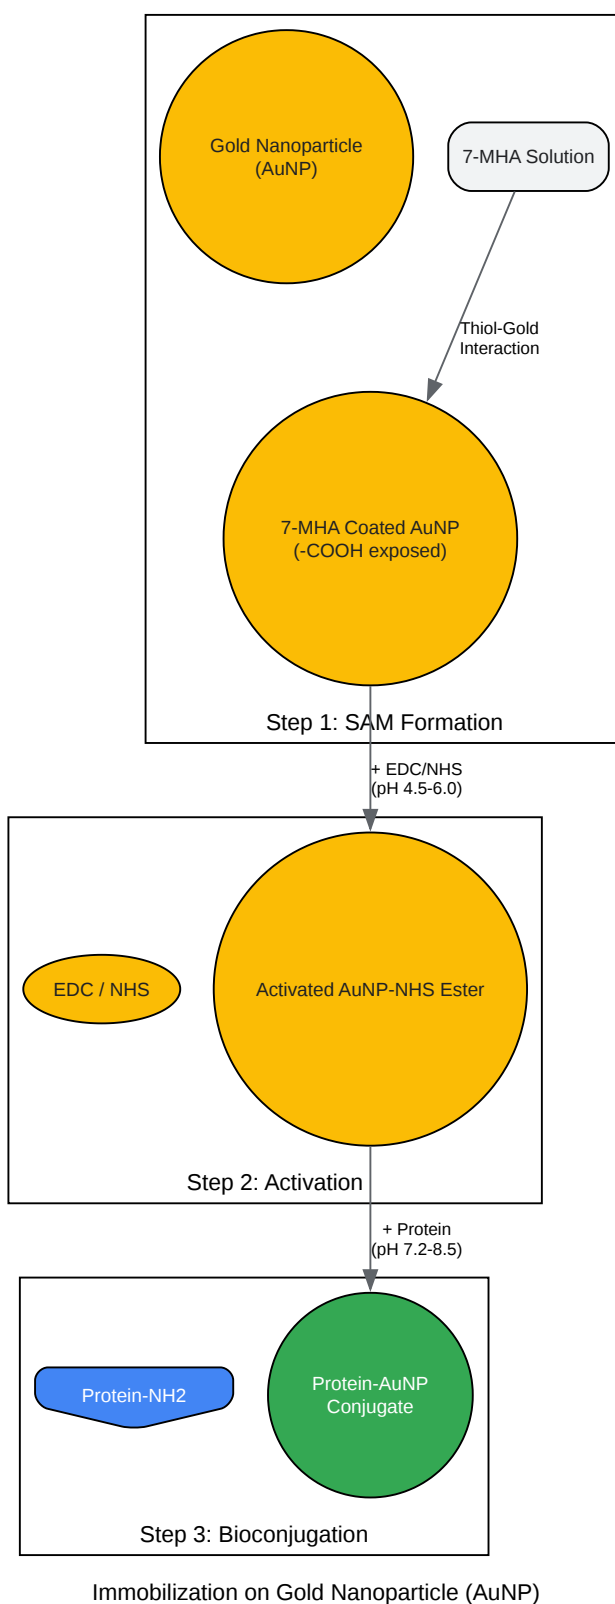 Gold Nanoparticle
(AuNP)
7-MHA Solution
Thiol-Gold
Interaction
7-MHA Coated AuNP
(-COOH exposed)
Step 1: SAM Formation
+ EDC/NHS
(pH 4.5-6.0)
EDC / NHS
Activated AuNP-NHS Ester
Step 2: Activation
+ Protein
(pH 7.2-8.5)
Protein-NH2
Protein-AuNP
Conjugate
Step 3: Bioconjugation
Immobilization on Gold Nanoparticle (AuNP)